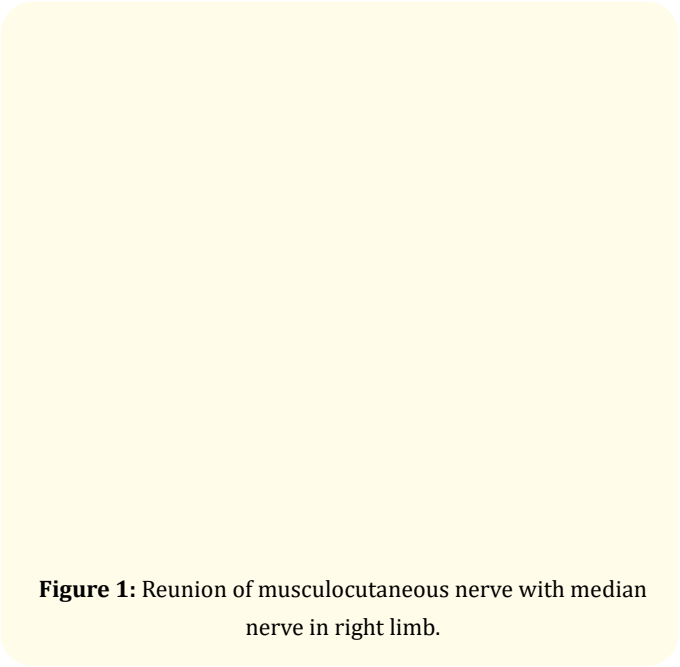 Figure 1: Reunion of musculocutaneous nerve with median
nerve in right limb.